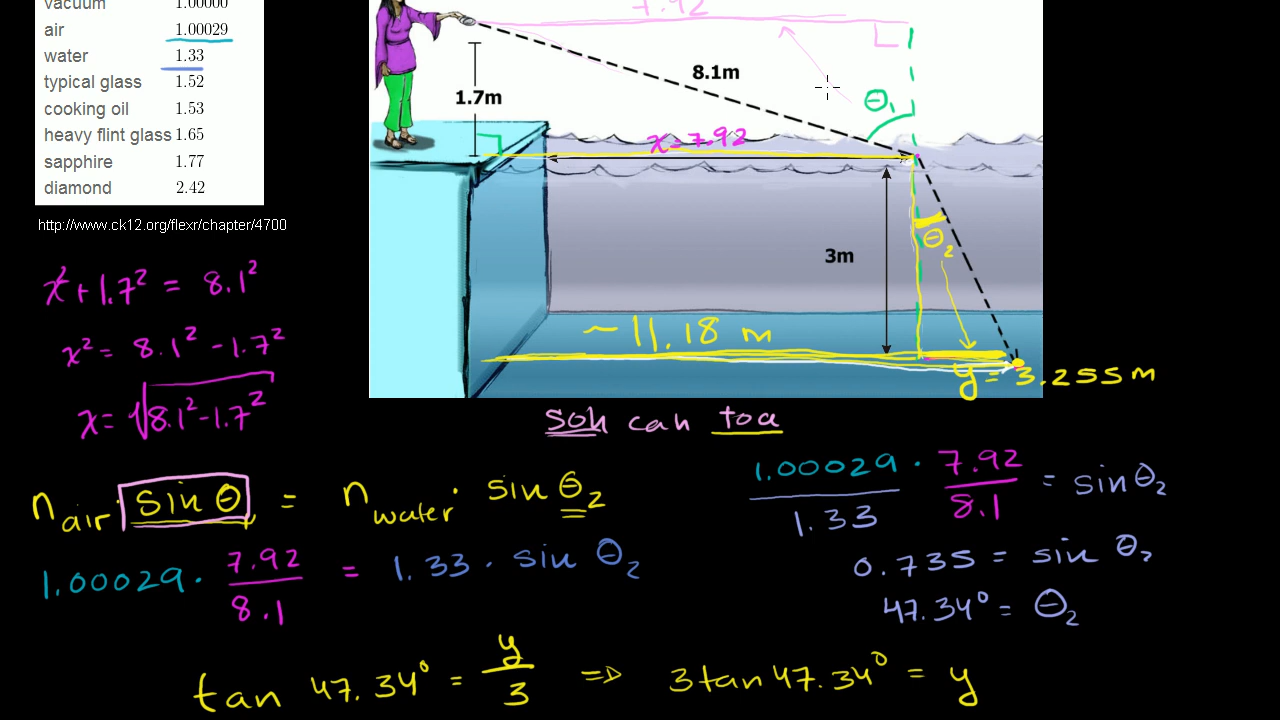 vacuum 1.00000
air 1.00029
water 1.33
typical glass 1.52
cooking oil 1.53
heavy flint glass 1.65
sapphire 1.77
diamond 2.42
http://www.ck12.org/flexr/chapter/4700
7.92
8.1m
1.7m
θ₁
x=7.92
3m
θ₂
~11.18 m
y = 3.255m
x²+1.7² = 8.1²
x² = 8.1² - 1.7²
x = √8.1²-1.7²
soh cah toa
n air · sin θ, = n water · sin θ₂
1.00029 · 7.92/8.1 = 1.33 · sin θ₂
1.00029/1.33 · 7.92/8.1 = sin θ₂
0.735 = sin θ₂
47.34° = θ₂
tan 47.34° = y/3 ⇒ 3tan47.34° = y